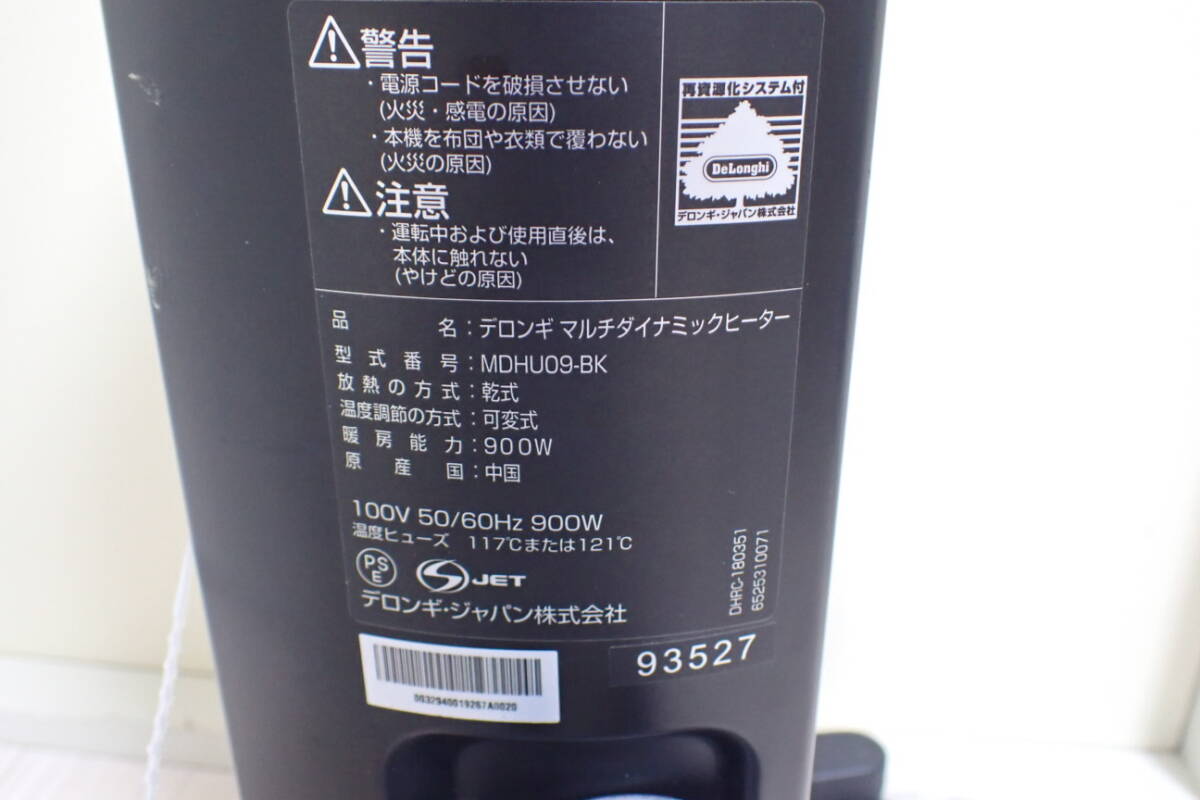 警告
・電源コードを破損させない
(火災・感電の原因)
・本機を布団や衣類で覆わない
(火災の原因)
注意
・運転中および使用直後は、
本体に触れない
(やけどの原因)
再資源化システム付
DeLonghi
デロンギ・ジャパン株式会社
品名：デロンギ マルチダイナミックヒーター
型式番号：MDHU09-BK
放熱の方式：乾式
温度調節の方式：可変式
暖房能力：900W
原産国：中国
100V 50/60Hz 900W
温度ヒューズ 117℃または121℃
PSE
JET
デロンギ・ジャパン株式会社
DHRC-180351
6525310071
0032940019267A0020
93527